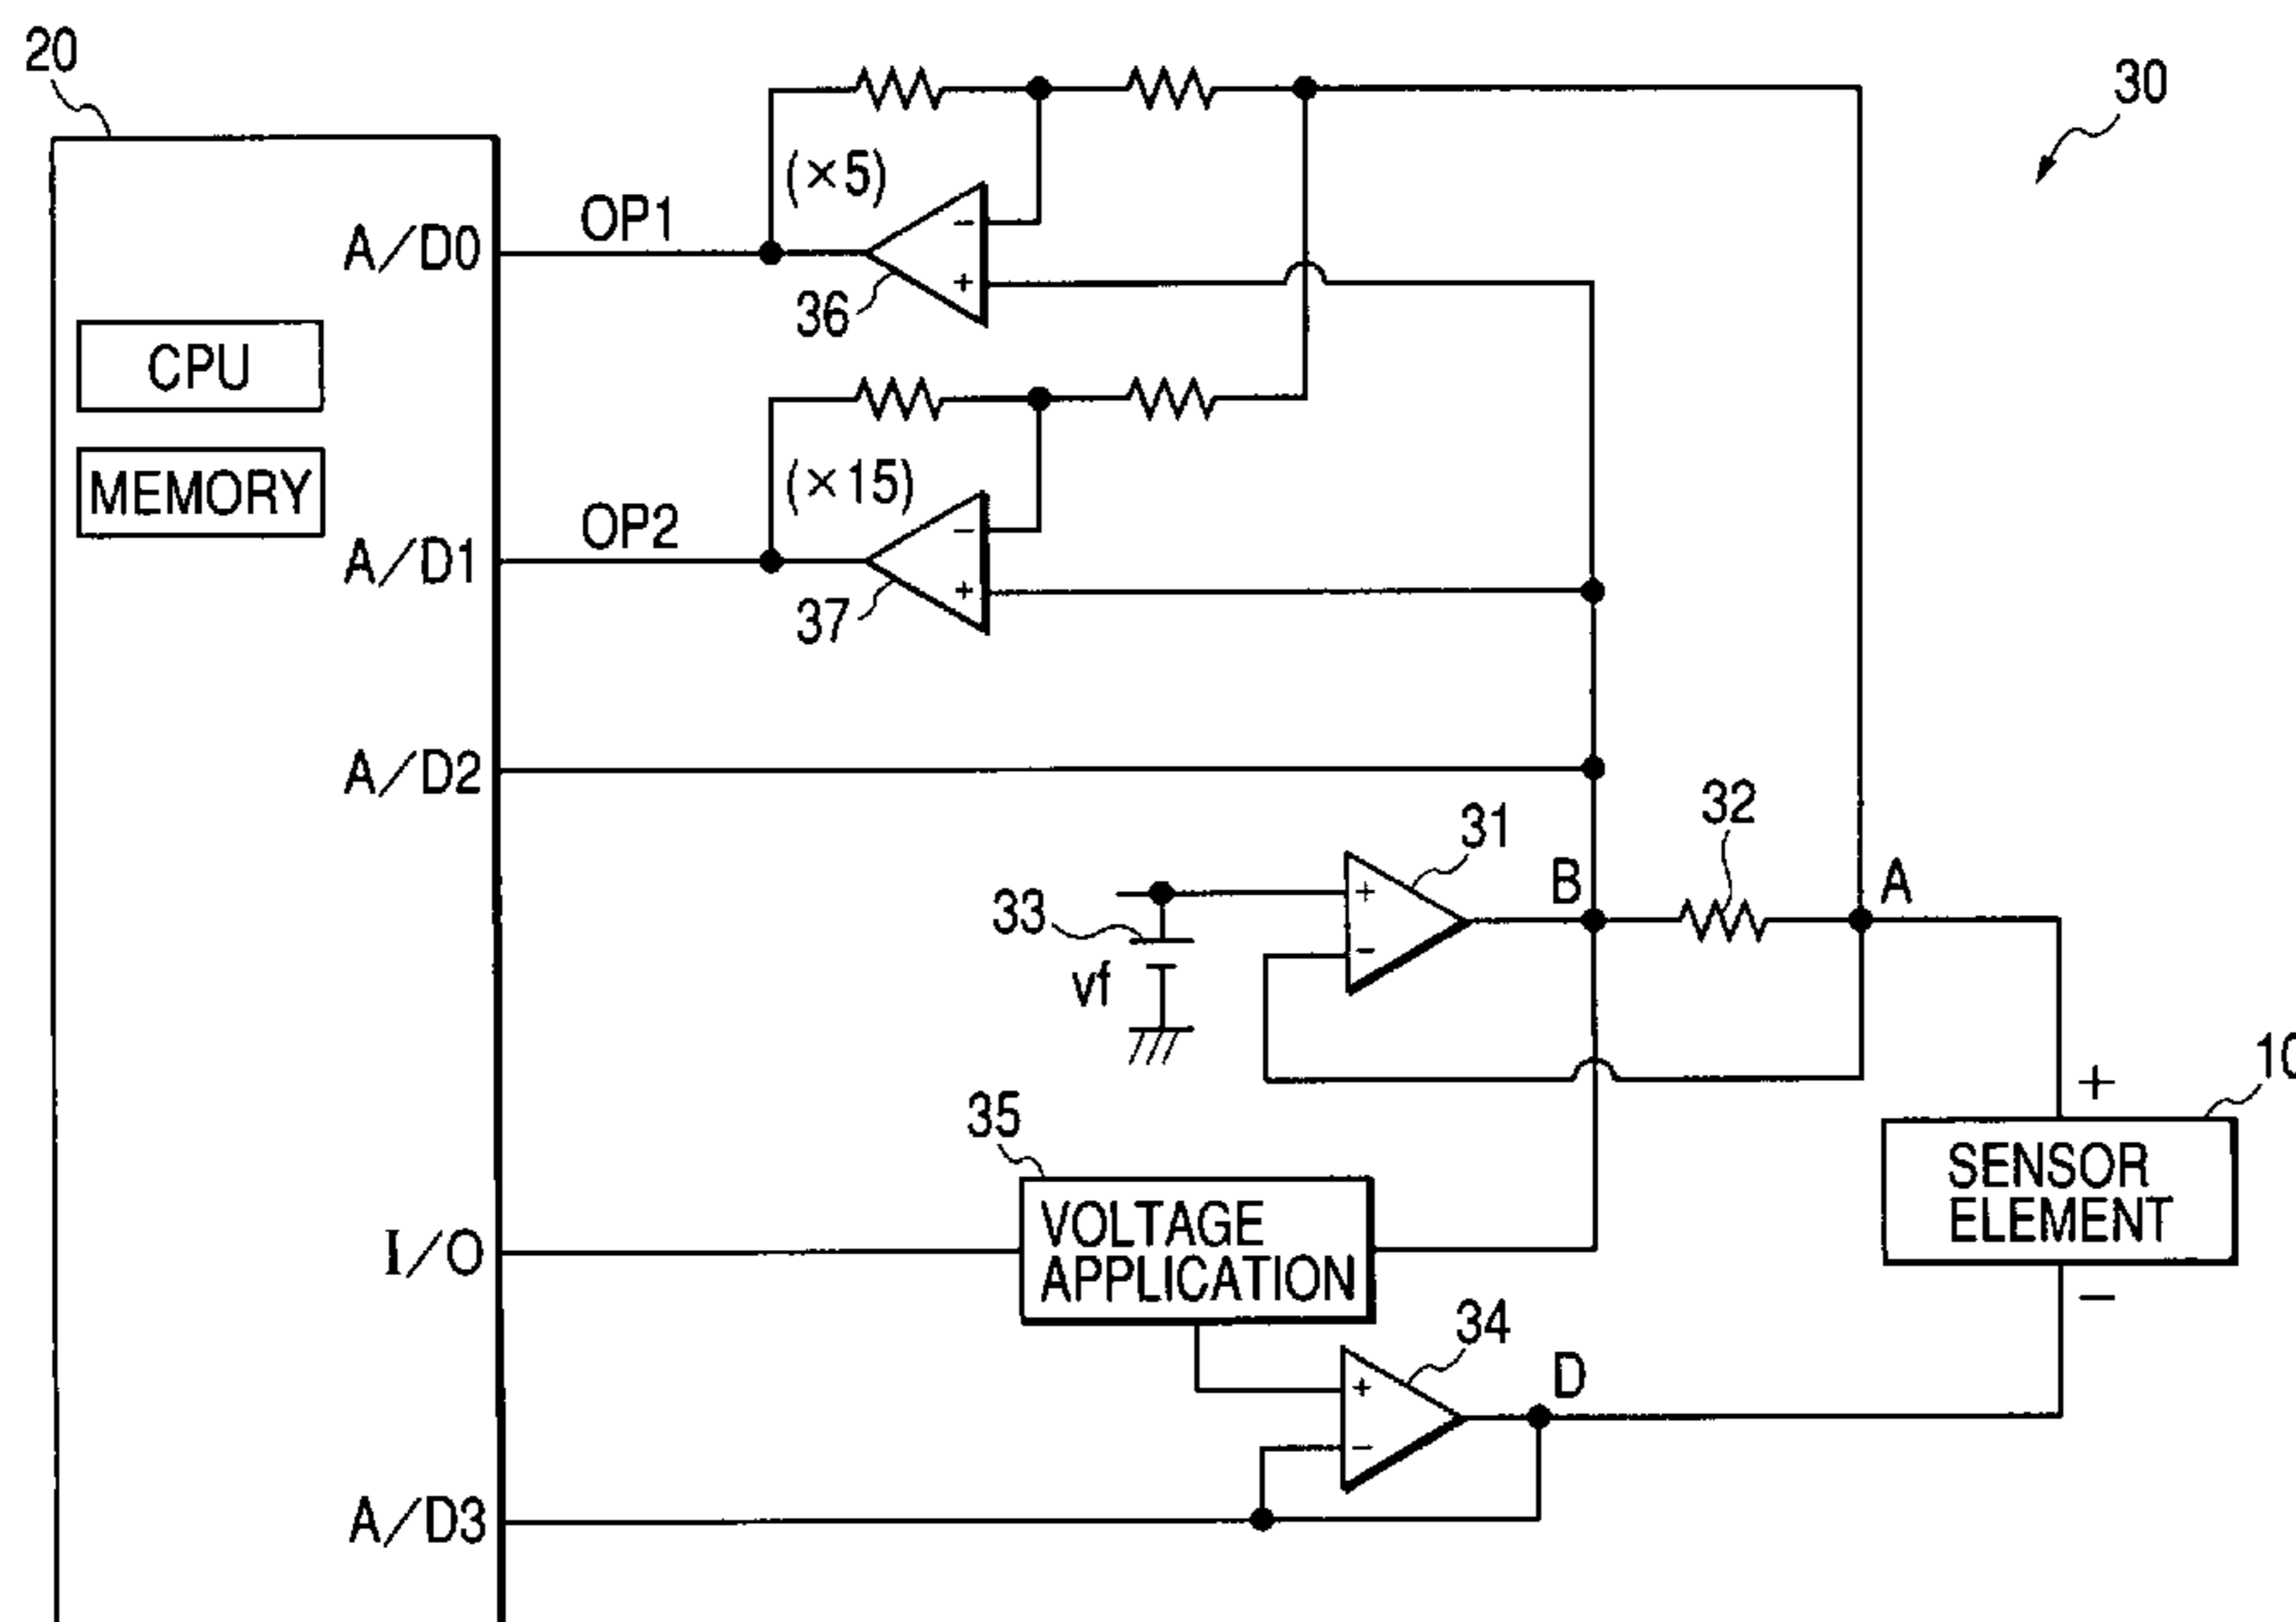 20
30
(×5)
OP1
A/D0
-
+
36
CPU
MEMORY
(×15)
OP2
A/D1
-
+
37
A/D2
32
31
B
A
33
+
-
vf
10
+
35
SENSOR
ELEMENT
VOLTAGE
APPLICATION
I/O
-
34
D
+
-
A/D3